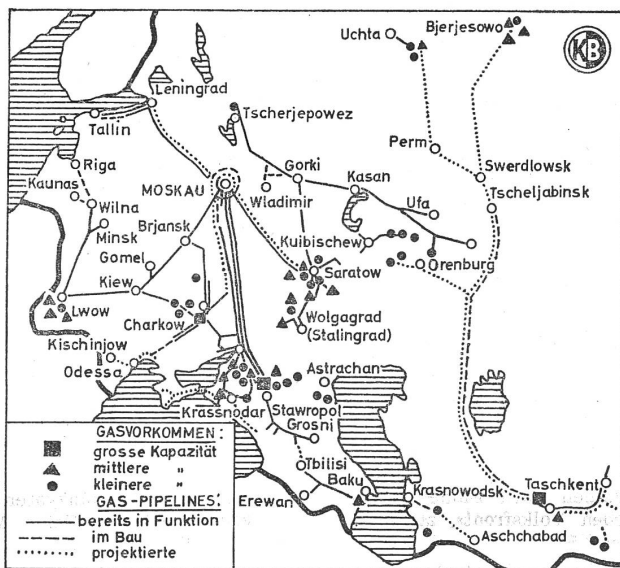 Uchta
Bjerjesowo
KB
Leningrad
Tscherjepowez
Tallin
Perm
Riga
Gorki
Kasan
Swerdlowsk
Kaunas
MOSKAU
Tscheljabinsk
Wilna
Wladimir
Ufa
Minsk
Brjansk
Kuibischew
Gomel
Saratow
Orenburg
Kiew
Lwow
Wolgagrad
(Stalingrad)
Charkow
Kischinjow
Odessa
Astrachan
Krassnodar
Stawropol
Grosni
GASVORKOMMEN:
grosse Kapazität
mittlere "
kleinere "
GAS-PIPELINES:
bereits in Funktion
im Bau
projektierte
Tbilisi
Baku
Erewan
Krasnowodsk
Taschkent
Aschchabad